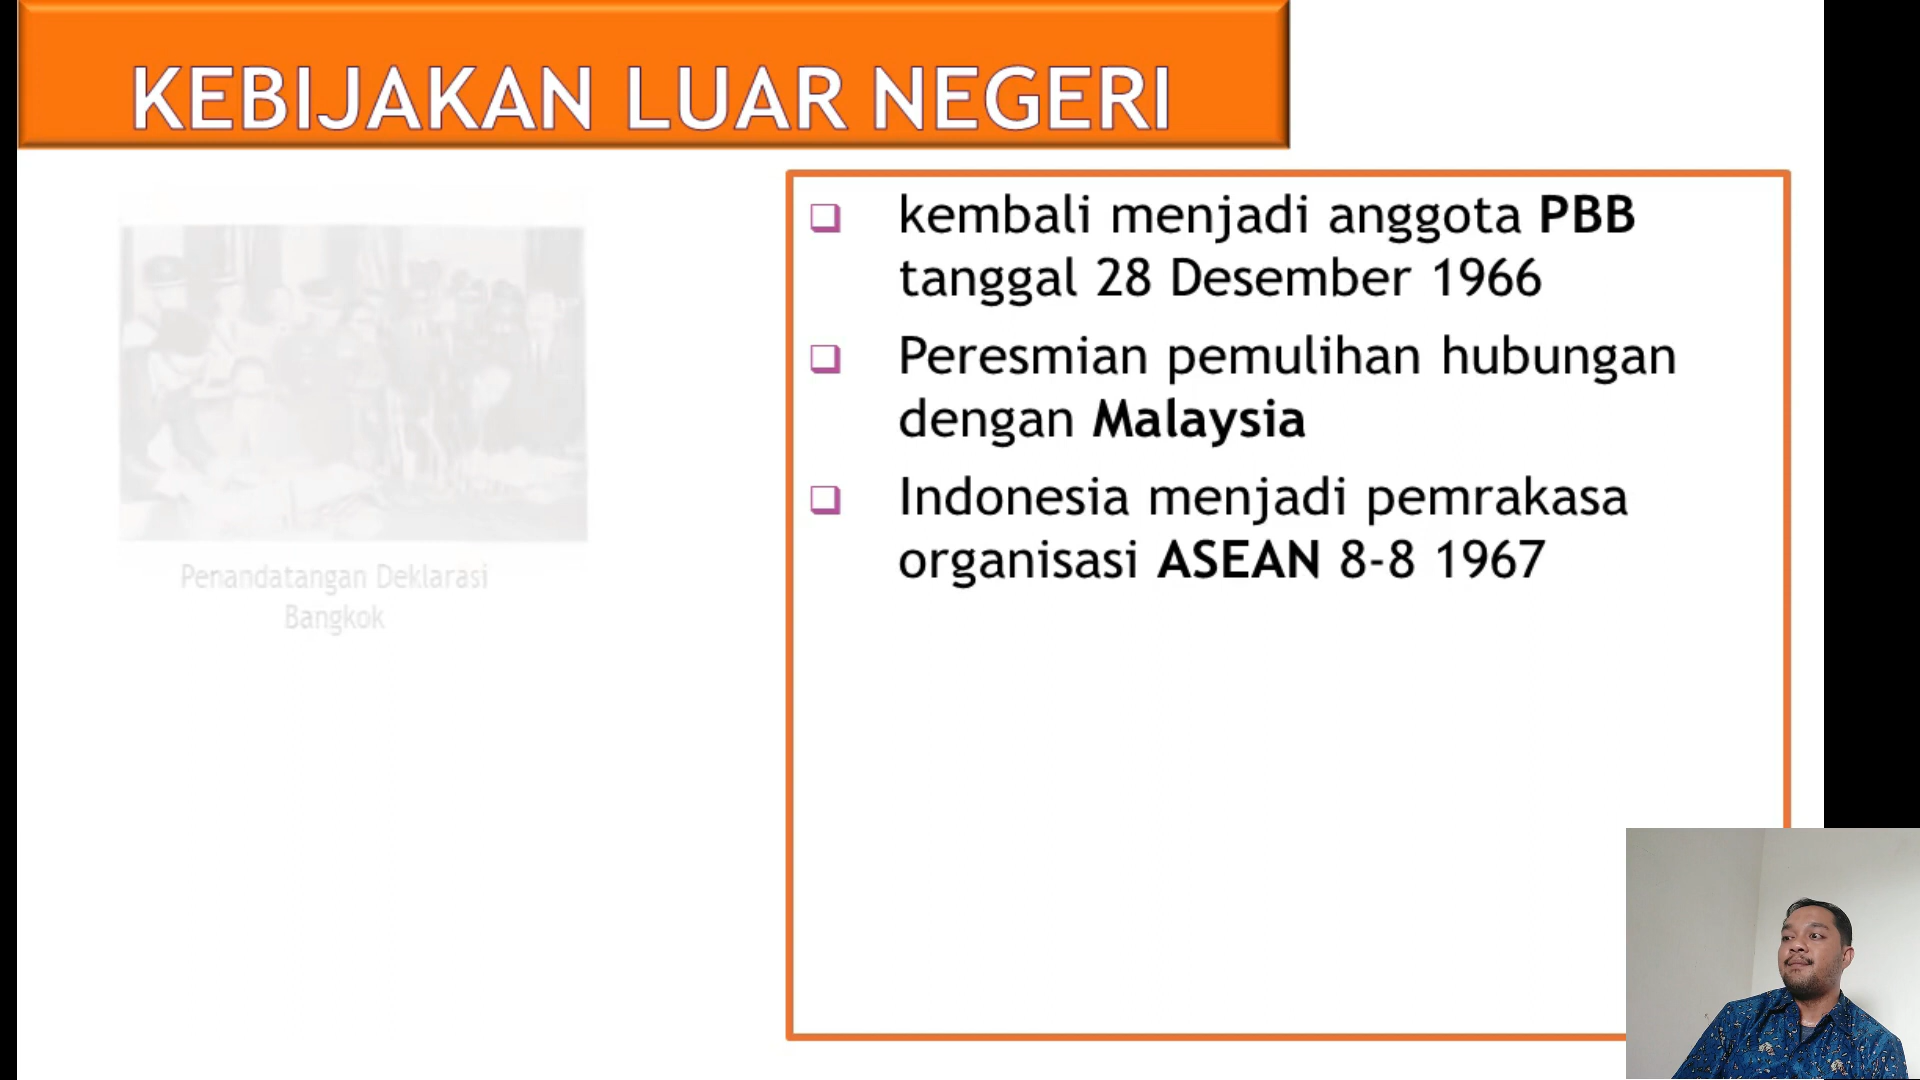 KEBIJAKAN LUAR NEGERI
kembali menjadi anggota PBB
tanggal 28 Desember 1966
Peresmian pemulihan hubungan
dengan Malaysia
Indonesia menjadi pemrakasa
organisasi ASEAN 8-8 1967
Penandatangan Deklarasi
Bangkok